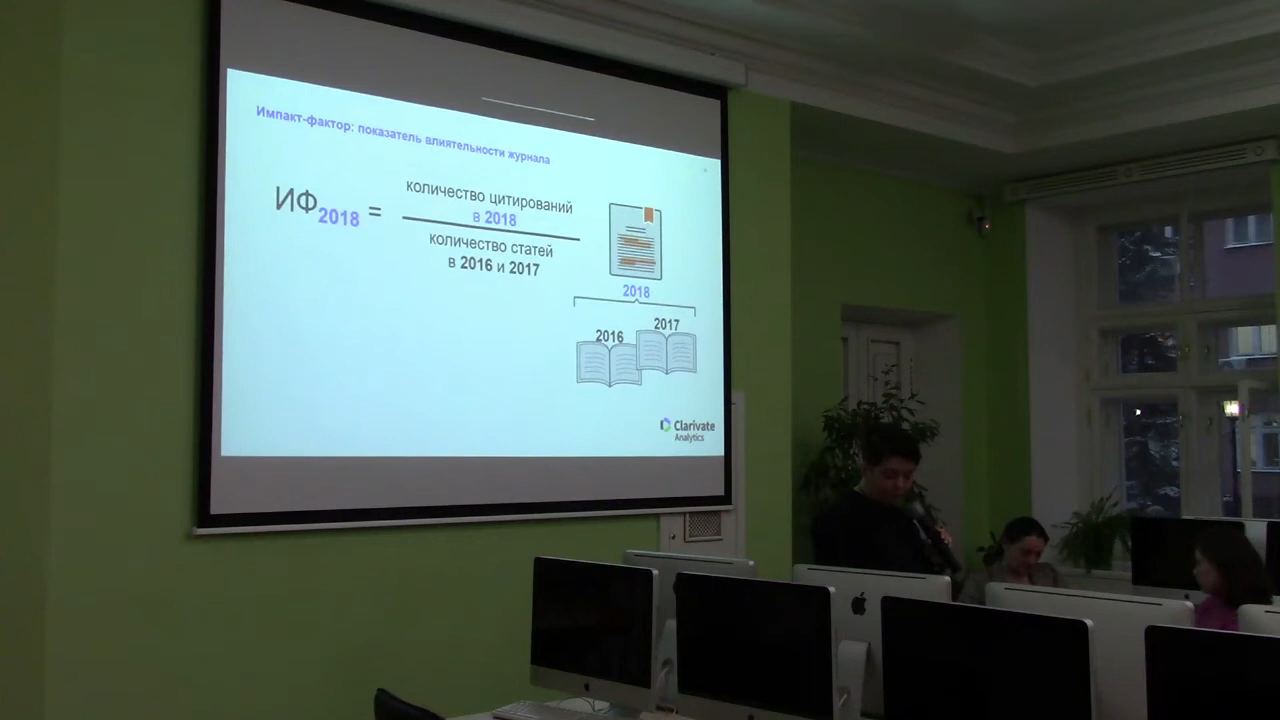 Импакт-фактор: показатель влиятельности журнала
ИФ2018 =
количество цитирований
в 2018
количество статей
в 2016 и 2017
2018
2016
2017
Clarivate
Analytics